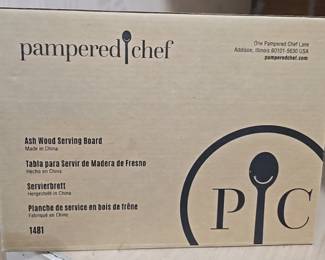 pampered chef
One Pampered Chef Lane
Addison, Illinois 60101-5630 USA
pamperedchef.com
Ash Wood Serving Board
Made in China
Tabla para Servir de Madera de Fresno
Hecho en China
Servierbrett
Hergestellt in China
Planche de service en bois de frêne
Fabriqué en Chine
1481
P C